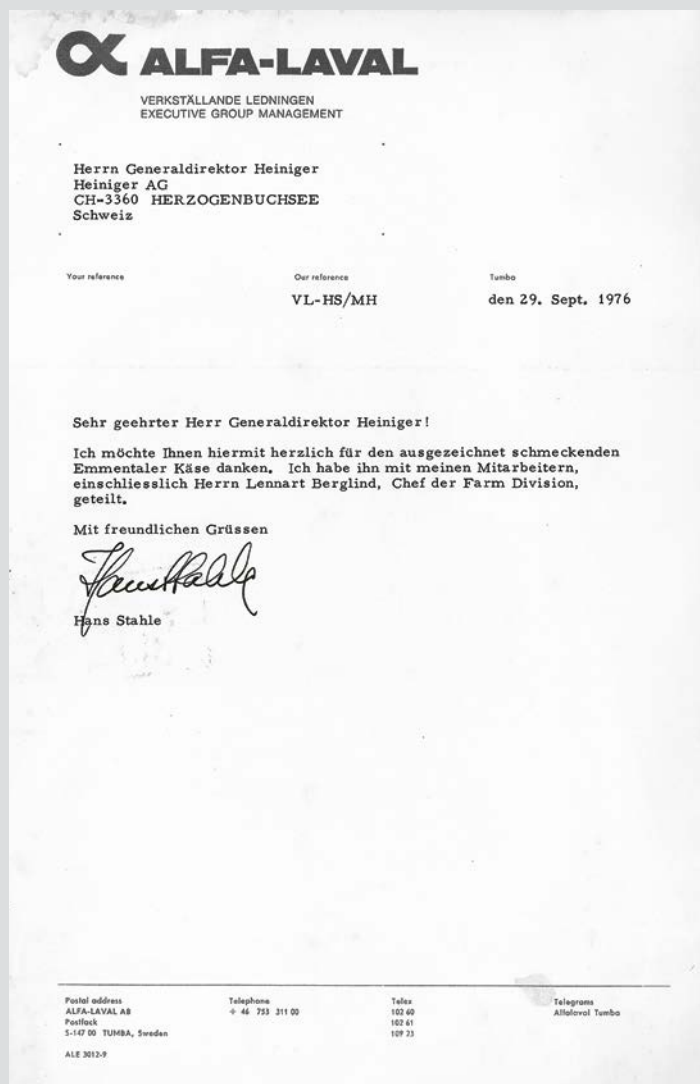 ALFA-LAVAL
VERKSTÄLLANDE LEDNINGEN
EXECUTIVE GROUP MANAGEMENT
Herrn Generaldirektor Heiniger
Heiniger AG
CH-3360 HERZOGENBUCHSEE
Schweiz
Your reference Our reference Tumba
VL-HS/MH den 29. Sept. 1976
Sehr geehrter Herr Generaldirektor Heiniger!
Ich möchte Ihnen hiermit herzlich für den ausgezeichnet schmeckenden
Emmentaler Käse danken. Ich habe ihn mit meinen Mitarbeitern,
einschliesslich Herrn Lennart Berglind, Chef der Farm Division,
geteilt.
Mit freundlichen Grüssen
Hans Stahle
Hans Stahle
Postal address Telephone Telex Telegrams
ALFA-LAVAL AB + 46 753 311 00 102 60 Alfalaval Tumba
Postfack 102 61
S-147 00 TUMBA, Sweden 109 23
ALE 3012-9